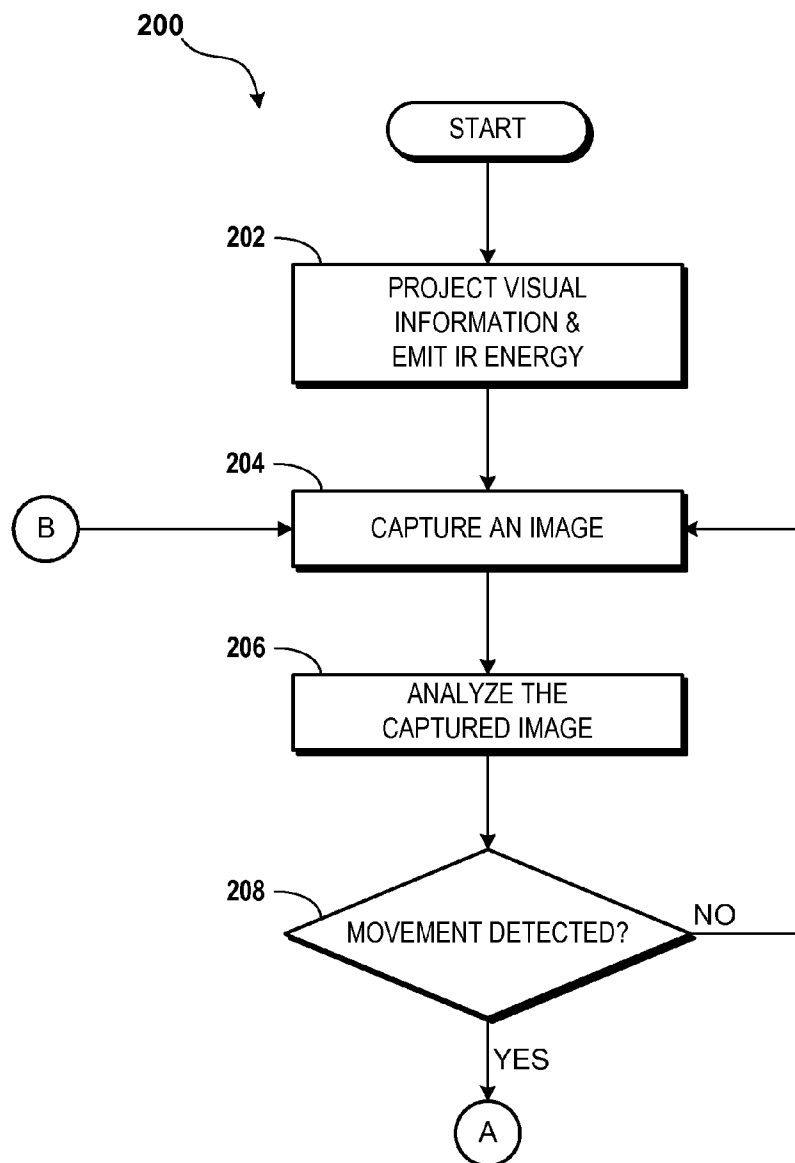 200
START
202
PROJECT VISUAL
INFORMATION &
EMIT IR ENERGY
204
B
CAPTURE AN IMAGE
206
ANALYZE THE
CAPTURED IMAGE
208
MOVEMENT DETECTED?
NO
YES
A